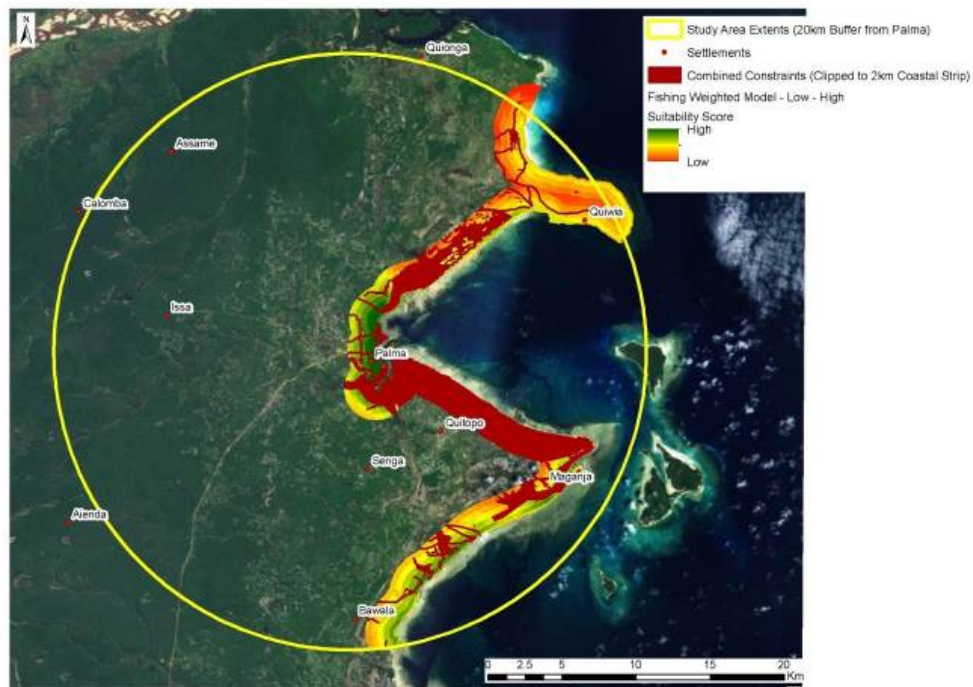 N
Study Area Extents (20km Buffer from Palma)
Settlements
Combined Constraints (Clipped to 2km Coastal Strip)
Fishing Weighted Model - Low - High
Suitability Score
High
Low
Quionga
Assame
Calomba
Quiwia
Issa
Palma
Quitopo
Senga
Maganja
Aienda
Bawala
0 2.5 5 10 15 20
Km